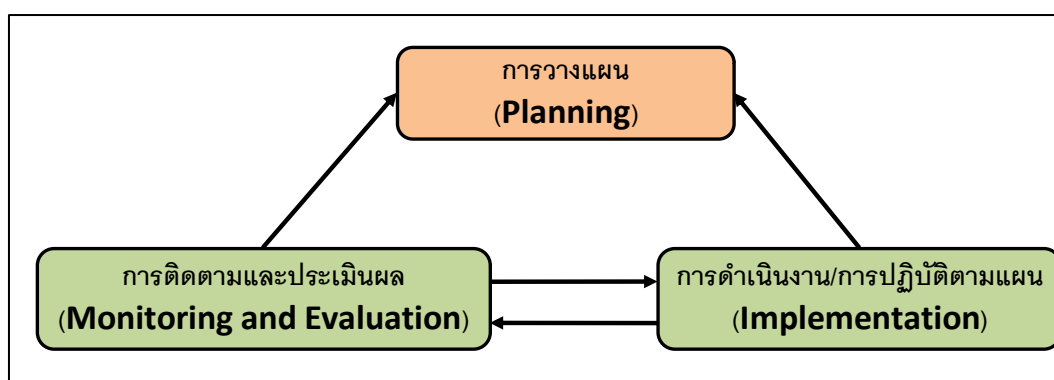 การวางแผน
(Planning)
การติดตามและประเมินผล
(Monitoring and Evaluation)
การดำเนินงาน/การปฏิบัติตามแผน
(Implementation)